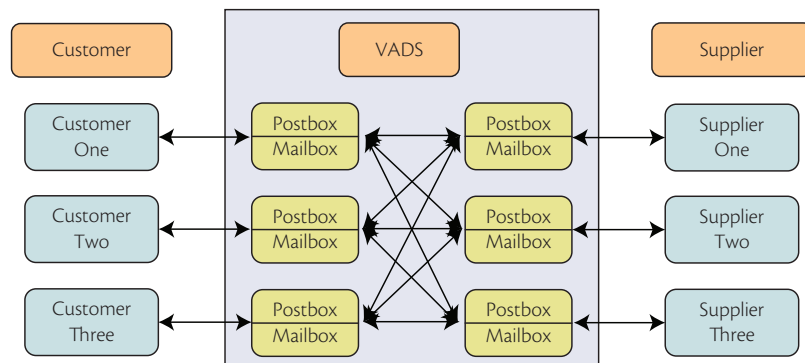 Customer
VADS
Supplier
Customer
One
Postbox
Mailbox
Postbox
Mailbox
Supplier
One
Customer
Two
Postbox
Mailbox
Postbox
Mailbox
Supplier
Two
Customer
Three
Postbox
Mailbox
Postbox
Mailbox
Supplier
Three